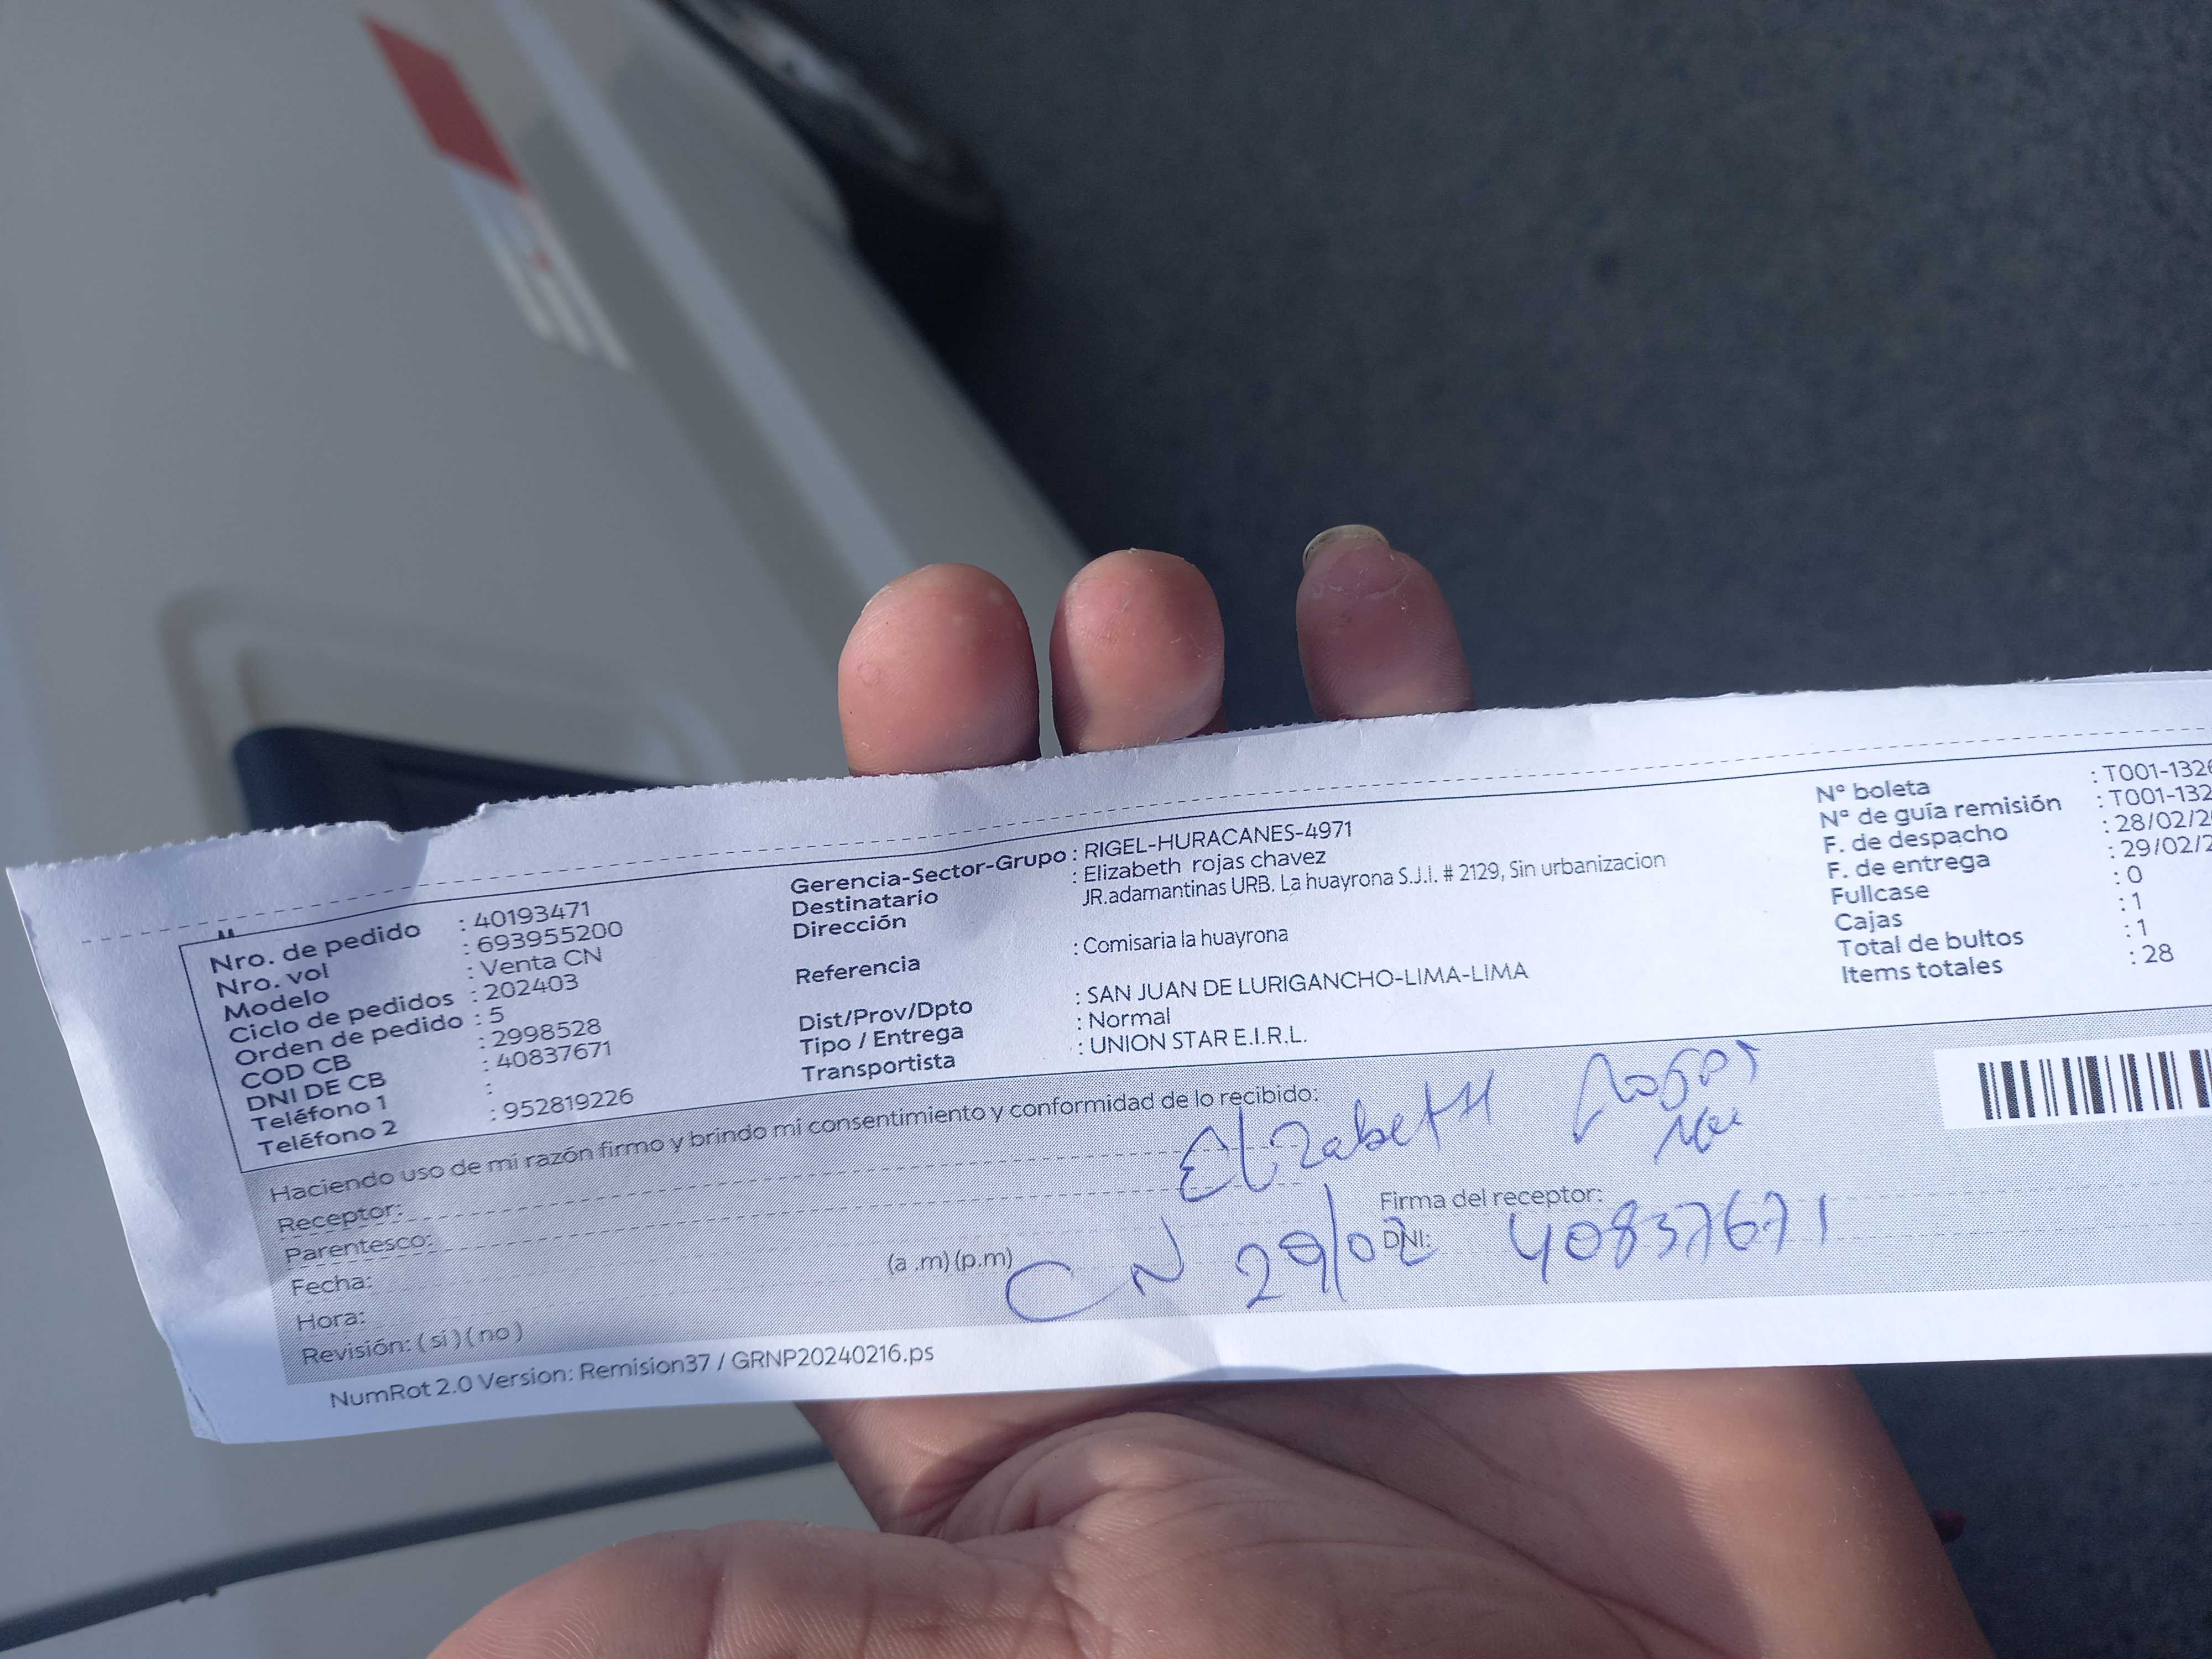 Nro. de pedido : 40193471
Nro. vol : 693955200
Modelo : Venta CN
Ciclo de pedidos : 202403
Orden de pedido : 5
COD CB : 2998528
DNI DE CB : 40837671
Teléfono 1 :
Teléfono 2 : 952819226
Gerencia-Sector-Grupo : RIGEL-HURACANES-4971
Destinatario : Elizabeth rojas chavez
Dirección JR.adamantinas URB. La huayrona S.J.l. # 2129, Sin urbanizacion
Referencia : Comisaria la huayrona
Dist/Prov/Dpto : SAN JUAN DE LURIGANCHO-LIMA-LIMA
Tipo / Entrega : Normal
Transportista : UNION STAR E.I.R.L.
N° boleta : T001-1326
N° de guía remisión : T001-132
F. de despacho : 28/02/2
F. de entrega : 29/02/2
Fullcase : 0
Cajas : 1
Total de bultos : 1
Items totales : 28
Haciendo uso de mi razón firmo y brindo mi consentimiento y conformidad de lo recibido:
Receptor: ElizabetH
Parentesco: Firma del receptor:
Fecha: CN 29/02 DNI: 40837671
Hora: (a .m) (p.m)
Revisión: ( si ) ( no )
NumRot 2.0 Version: Remision37 / GRNP20240216.ps